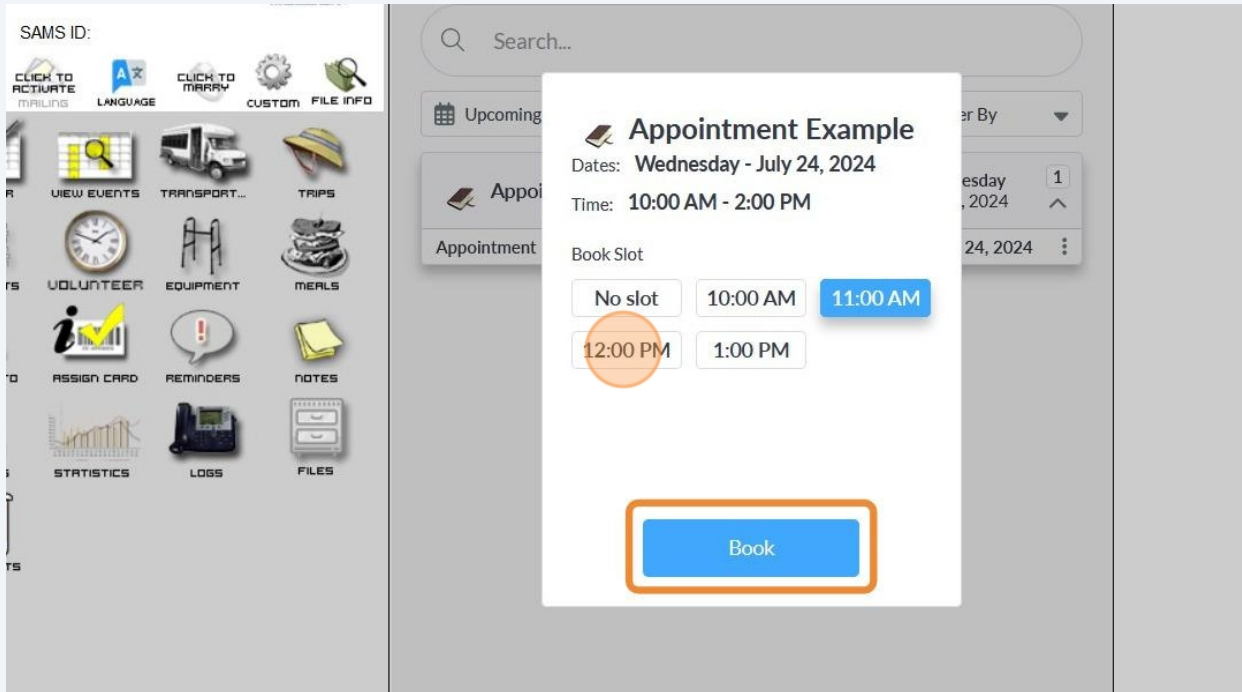 SAMS ID:
CLICK TO ACTIVATE
MAILING
LANGUAGE
CLICK TO MARRY
CUSTOM
FILE INFO
VIEW EVENTS
TRANSPORT...
TRIPS
VOLUNTEER
EQUIPMENT
MEALS
ASSIGN CARD
REMINDERS
NOTES
STATISTICS
LOGS
FILES
TS
Search...
Upcoming
er By
Appoi
esday
, 2024
1
Appointment
24, 2024
Appointment Example
Dates: Wednesday - July 24, 2024
Time: 10:00 AM - 2:00 PM
Book Slot
No slot 10:00 AM 11:00 AM
12:00 PM 1:00 PM
Book